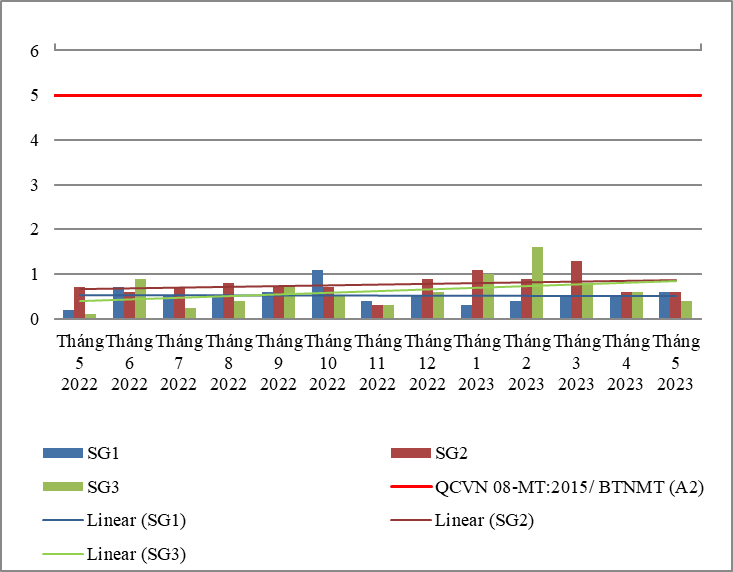 6
5
4
3
2
1
0
Tháng Tháng Tháng Tháng Tháng Tháng Tháng Tháng Tháng Tháng Tháng Tháng Tháng
5 6 7 8 9 10 11 12 1 2 3 4 5
2022 2022 2022 2022 2022 2022 2022 2022 2023 2023 2023 2023 2023
SG1 SG2
SG3 QCVN 08-MT:2015/ BTNMT (A2)
Linear (SG1) Linear (SG2)
Linear (SG3)